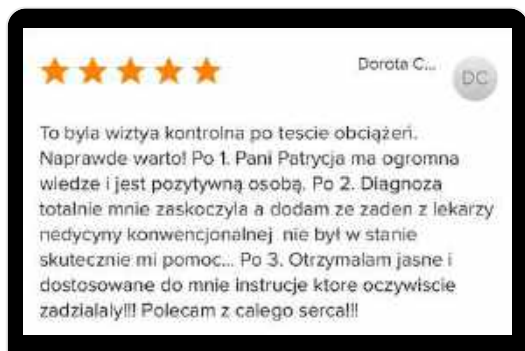 Dorota C...
DC
To byla wiztya kontrolna po tescie obciążeń.
Naprawde warto! Po 1. Pani Patrycja ma ogromna
wiedze i jest pozytywną osobą. Po 2. Diagnoza
totalnie mnie zaskoczyla a dodam ze zaden z lekarzy
nedycyny konwencjonalnej nie był w stanie
skutecznie mi pomoc... Po 3. Otrzymalam jasne i
dostosowane do mnie instrucje ktore oczywiscie
zadzialaly!!! Polecam z calego serca!!!